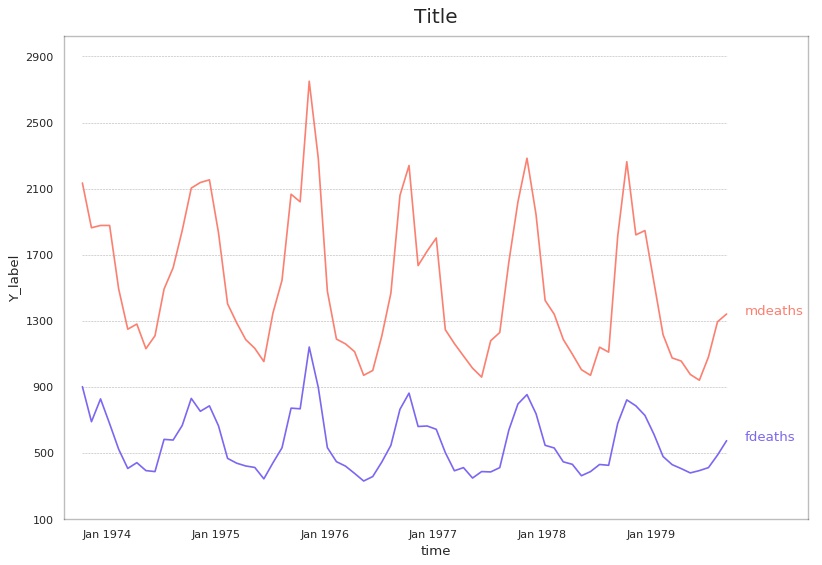 Title
2900
2500
2100
1700
1300
900
500
100
Y_label
mdeaths
fdeaths
Jan 1974
Jan 1975
Jan 1976
Jan 1977
Jan 1978
Jan 1979
time